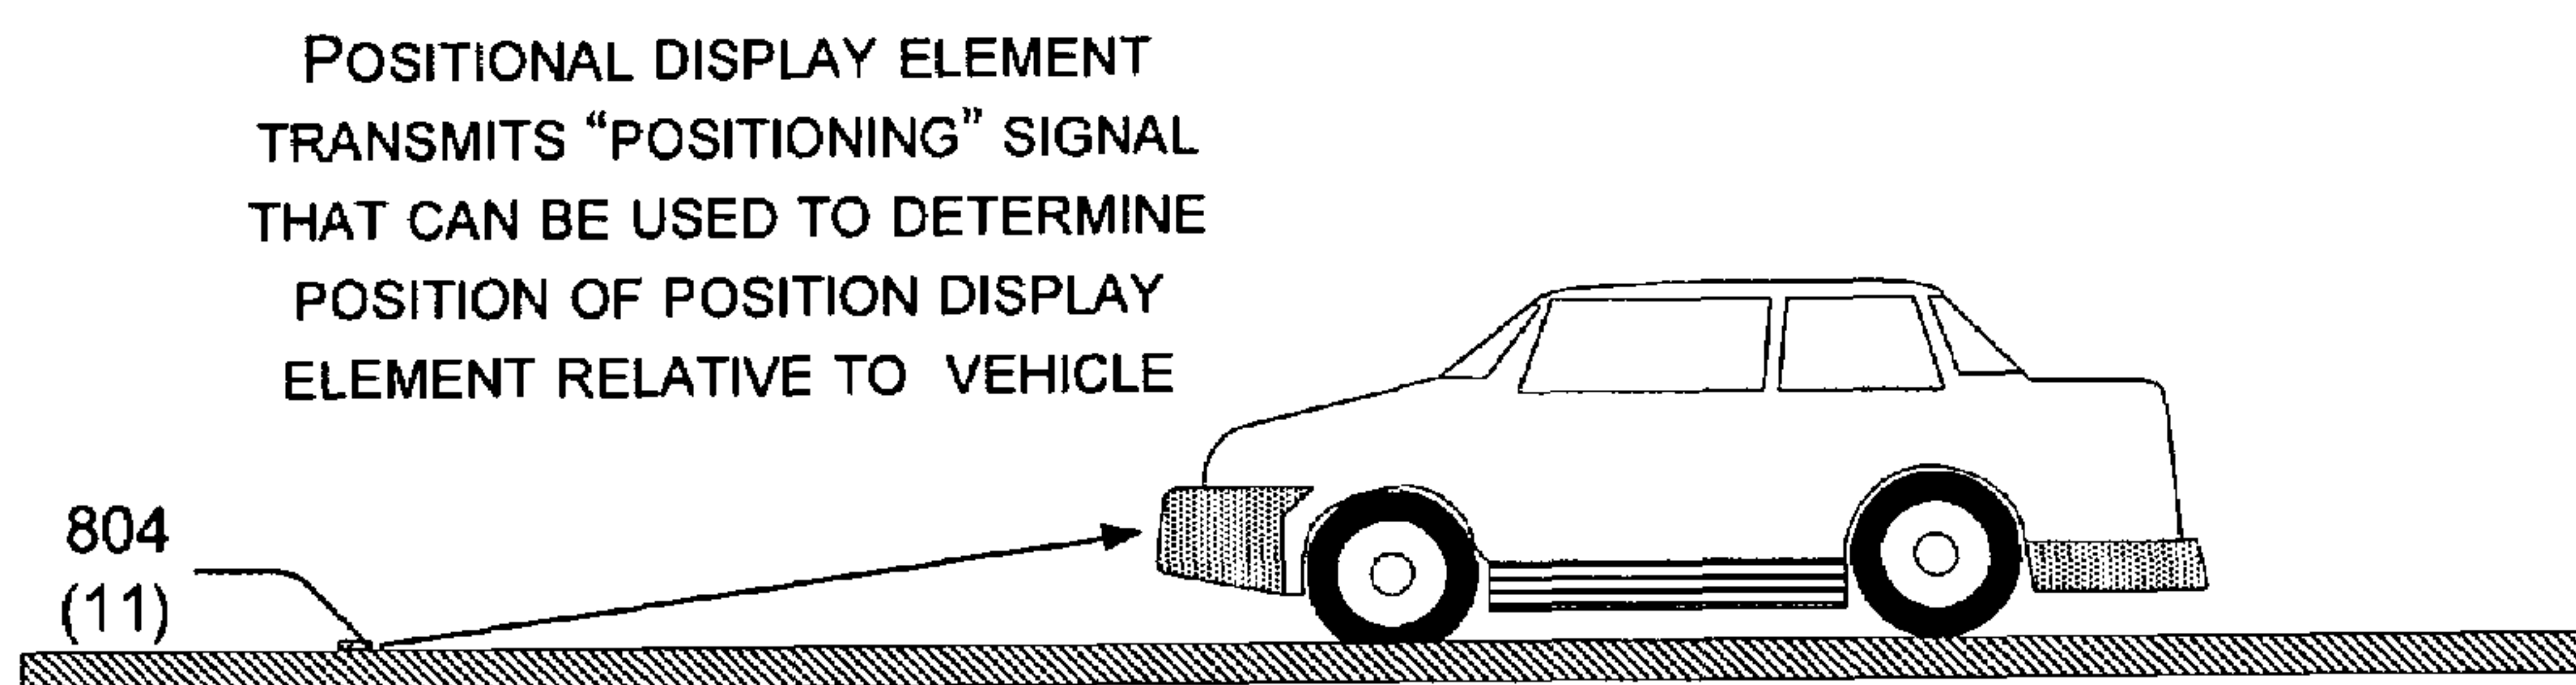 POSITIONAL DISPLAY ELEMENT
TRANSMITS “POSITIONING” SIGNAL
THAT CAN BE USED TO DETERMINE
POSITION OF POSITION DISPLAY
ELEMENT RELATIVE TO VEHICLE
804
(11)